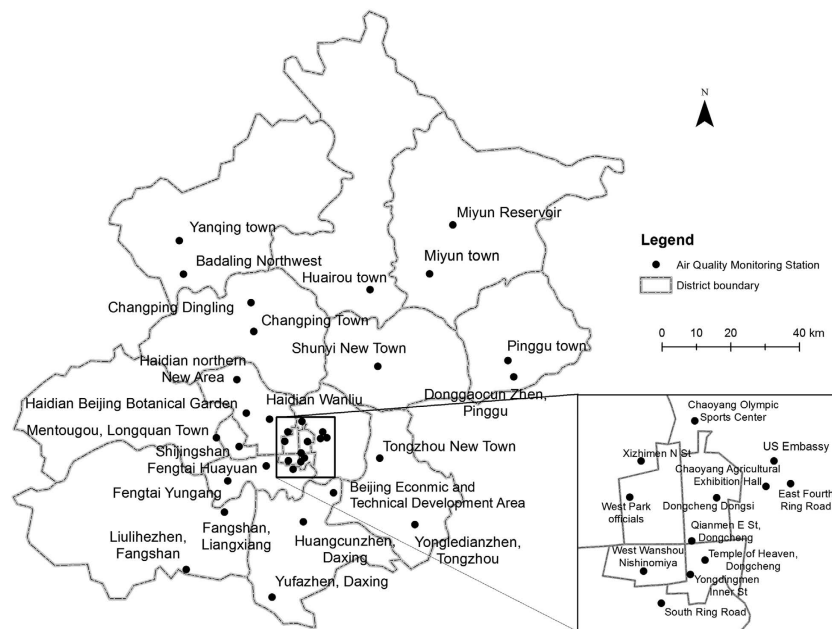 N
Miyun Reservoir
Yanqing town
Legend
Badaling Northwest
Miyun town
Air Quality Monitoring Station
Huairou town
District boundary
Changping Dingling
Changping Town
0 10 20 40 km
Shunyi New Town
Pinggu town
Haidian northern
New Area
Donggaocun Zhen,
Pinggu
Haidian Wanliu
Haidian Beijing Botanical Garden
Mentougou, Longquan Town
Shijingshan
Tongzhou New Town
Fengtai Huayuan
Fengtai Yungang
Beijing Econmic and
Technical Development Area
Fangshan,
Liangxiang
Liulihezhen,
Fangshan
Huangcunzhen,
Daxing
Yongledianzhen,
Tongzhou
Yufazhen, Daxing
Chaoyang Olympic
Sports Center
Xizhimen N St
US Embassy
Chaoyang Agricultural
Exhibition Hall
East Fourth
Ring Road
West Park
officials
Dongcheng Dongsi
Qianmen E St,
Dongcheng
West Wanshou
Nishinomiya
Temple of Heaven,
Dongcheng
Yongdingmen
Inner St
South Ring Road